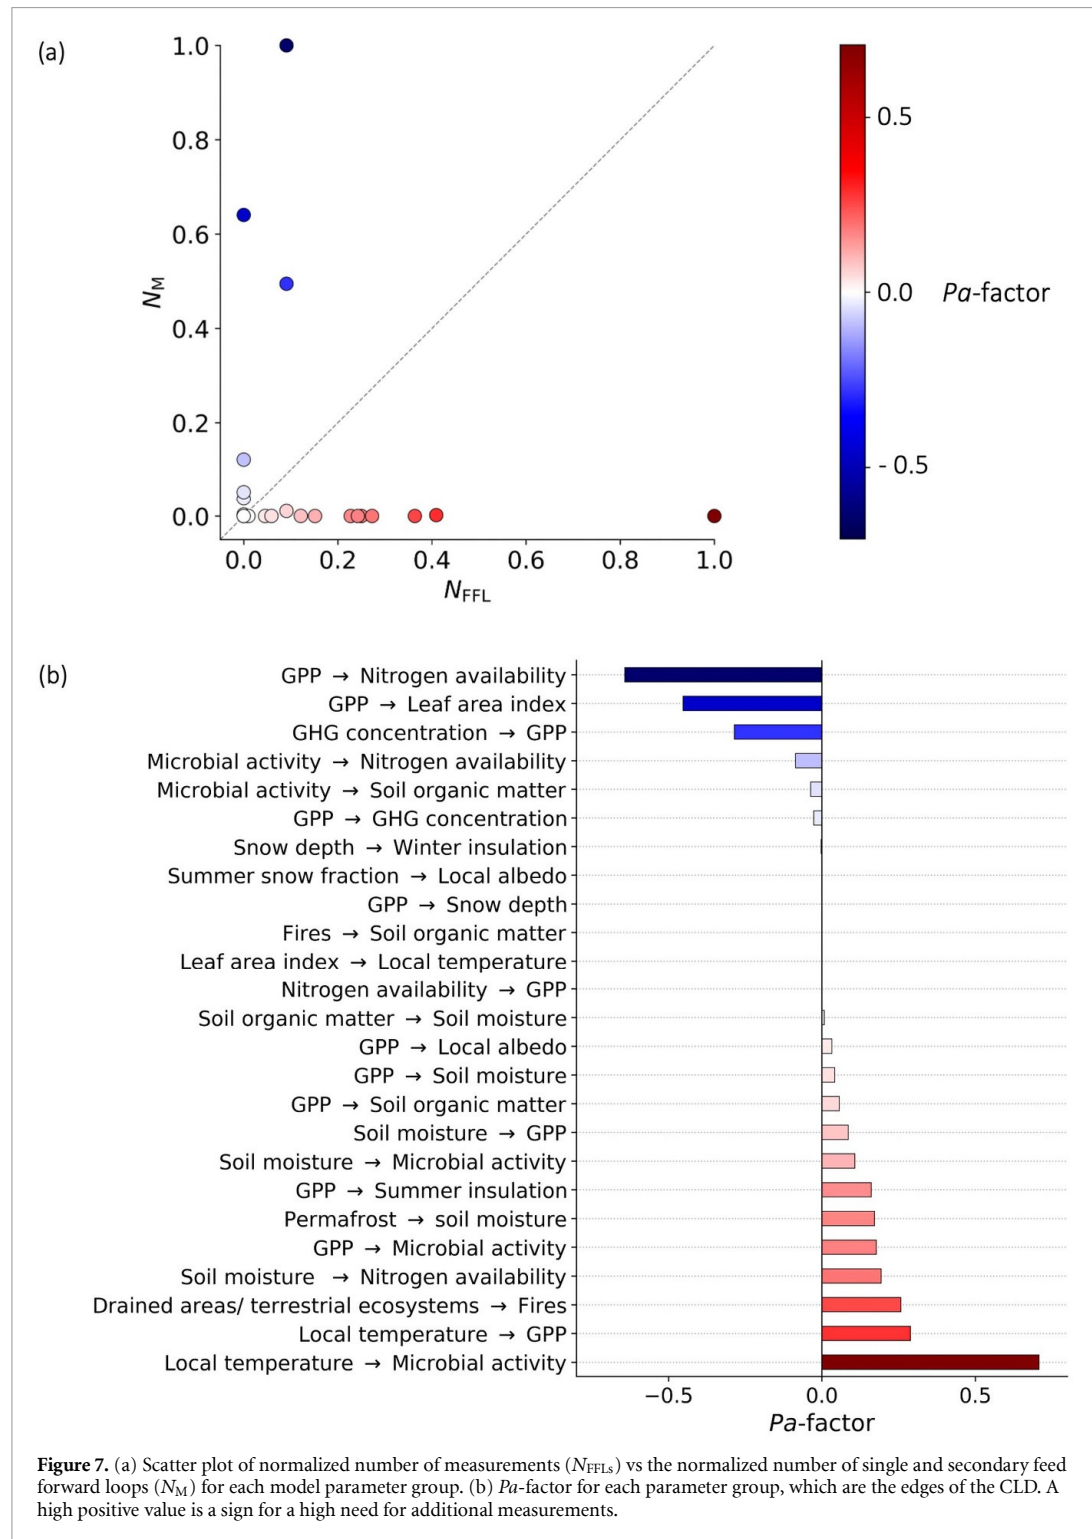 (a)
1.0
0.8
0.6
0.4
0.2
0.0
N_M
0.0 0.2 0.4 0.6 0.8 1.0
N_FFL
0.5
0.0
- 0.5
Pa-factor
(b)
GPP → Nitrogen availability
GPP → Leaf area index
GHG concentration → GPP
Microbial activity → Nitrogen availability
Microbial activity → Soil organic matter
GPP → GHG concentration
Snow depth → Winter insulation
Summer snow fraction → Local albedo
GPP → Snow depth
Fires → Soil organic matter
Leaf area index → Local temperature
Nitrogen availability → GPP
Soil organic matter → Soil moisture
GPP → Local albedo
GPP → Soil moisture
GPP → Soil organic matter
Soil moisture → GPP
Soil moisture → Microbial activity
GPP → Summer insulation
Permafrost → soil moisture
GPP → Microbial activity
Soil moisture → Nitrogen availability
Drained areas/ terrestrial ecosystems → Fires
Local temperature → GPP
Local temperature → Microbial activity
−0.5 0.0 0.5
Pa-factor
Figure 7. (a) Scatter plot of normalized number of measurements (N_FFLs) vs the normalized number of single and secondary feed
forward loops (N_M) for each model parameter group. (b) Pa-factor for each parameter group, which are the edges of the CLD. A
high positive value is a sign for a high need for additional measurements.